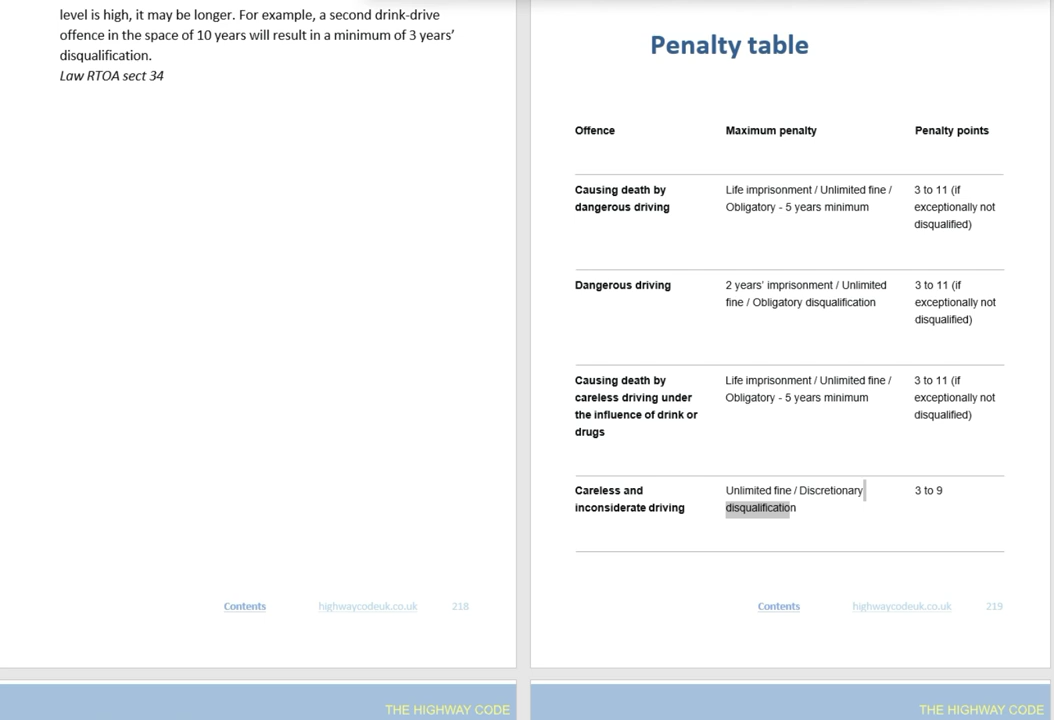 level is high, it may be longer. For example, a second drink-drive
offence in the space of 10 years will result in a minimum of 3 years’
disqualification.
Law RTOA sect 34
Contents highwaycodeuk.co.uk 218
Penalty table
Offence Maximum penalty Penalty points
Causing death by Life imprisonment / Unlimited fine / 3 to 11 (if
dangerous driving Obligatory - 5 years minimum exceptionally not
disqualified)
Dangerous driving 2 years’ imprisonment / Unlimited 3 to 11 (if
fine / Obligatory disqualification exceptionally not
disqualified)
Causing death by Life imprisonment / Unlimited fine / 3 to 11 (if
careless driving under Obligatory - 5 years minimum exceptionally not
the influence of drink or disqualified)
drugs
Careless and Unlimited fine / Discretionary 3 to 9
inconsiderate driving disqualification
Contents highwaycodeuk.co.uk 219
THE HIGHWAY CODE
THE HIGHWAY CODE